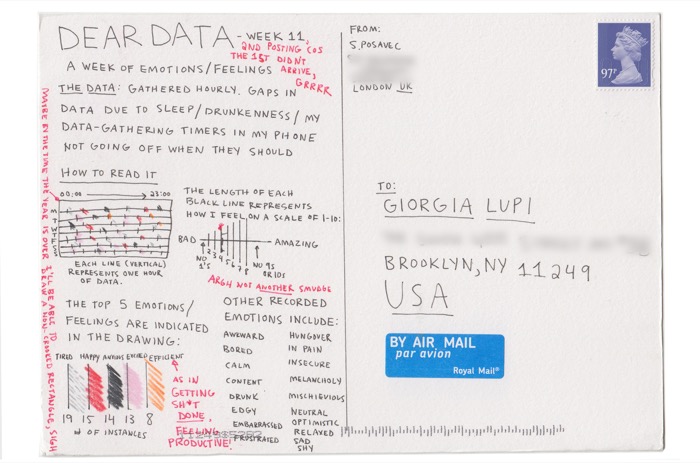 DEAR DATA - WEEK 11,
2ND POSTING COS
THE 1ST DIDN'T
ARRIVE,
GRRRR
A WEEK OF EMOTIONS/FEELINGS
THE DATA: GATHERED HOURLY. GAPS IN
DATA DUE TO SLEEP/DRUNKENNESS/MY
DATA-GATHERING TIMERS IN MY PHONE
NOT GOING OFF WHEN THEY SHOULD
HOW TO READ IT
00:00 23:00
M
T
W
T
F
S
S
EACH LINE (VERTICAL)
REPRESENTS ONE HOUR
OF DATA.
THE LENGTH OF EACH
BLACK LINE REPRESENTS
HOW I FEEL ON A SCALE OF 1-10:
BAD AMAZING
2 3 4 5 6 7 8
NO
1'S
NO 9S
OR 10S
ARGH NOT ANOTHER SMUDGE
THE TOP 5 EMOTIONS/
FEELINGS ARE INDICATED
IN THE DRAWING:
TIRED HAPPY ANXIOUS EXCITED EFFICIENT
19 15 14 13 8
# OF INSTANCES
AS IN
GETTING
SH*T
DONE,
FEELING
PRODUCTIVE!
OTHER RECORDED
EMOTIONS INCLUDE:
AWKWARD
BORED
CALM
CONTENT
DRUNK
EDGY
EMBARRASSED
FRUSTRATED
HUNGOVER
IN PAIN
INSECURE
MELANCHOLY
MISCHIEVIOUS
NEUTRAL
OPTIMISTIC
RELAXED
SAD
SHY
MAYBE BY THE TIME THE YEAR IS OVER I'LL BE ABLE TO
DRAW A NON-CROOKED RECTANGLE, SIGH
FROM:
S. POSAVEC
LONDON UK
97P
TO:
GIORGIA LUPI
BROOKLYN, NY 11249
USA
BY AIR MAIL
par avion
Royal Mail®